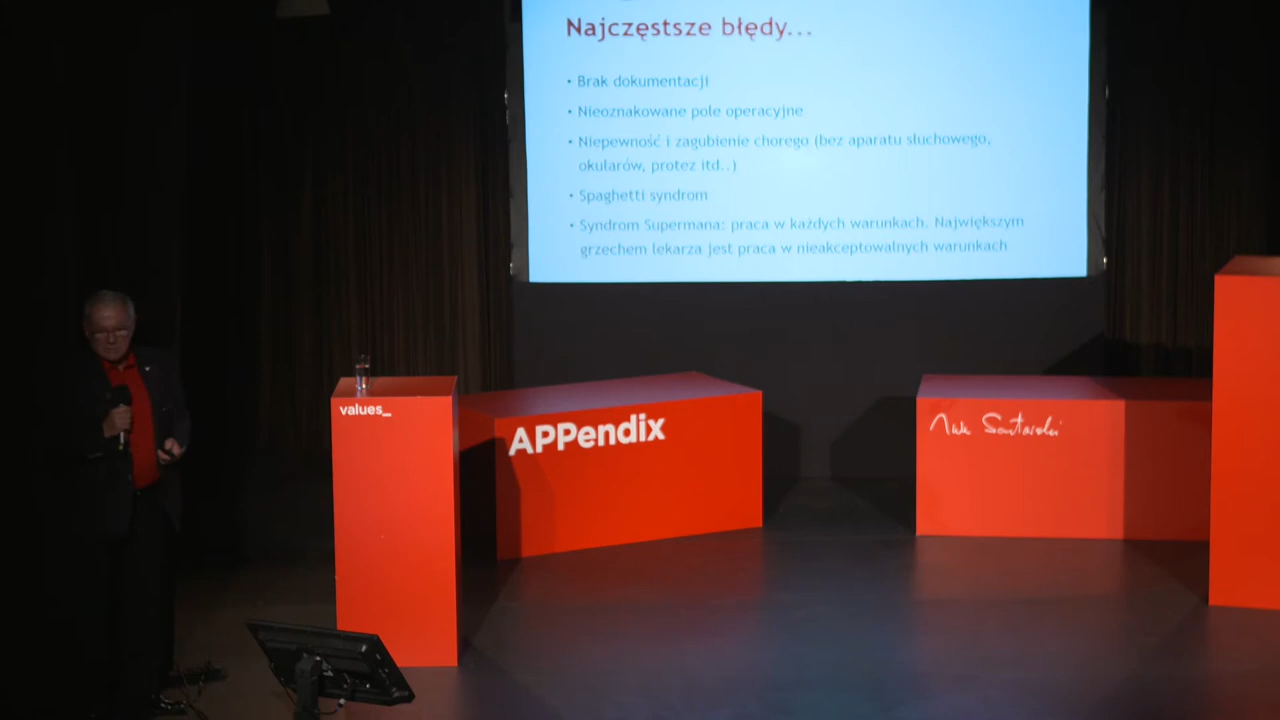 Najczęstsze błędy...
• Brak dokumentacji
• Nieoznakowane pole operacyjne
• Niepewność i zagubienie chorego (bez aparatu słuchowego,
okularów, protez itd..)
• Spaghetti syndrom
• Syndrom Supermana: praca w każdych warunkach. Największym
grzechem lekarza jest praca w nieakceptowalnych warunkach
values_
APPendix